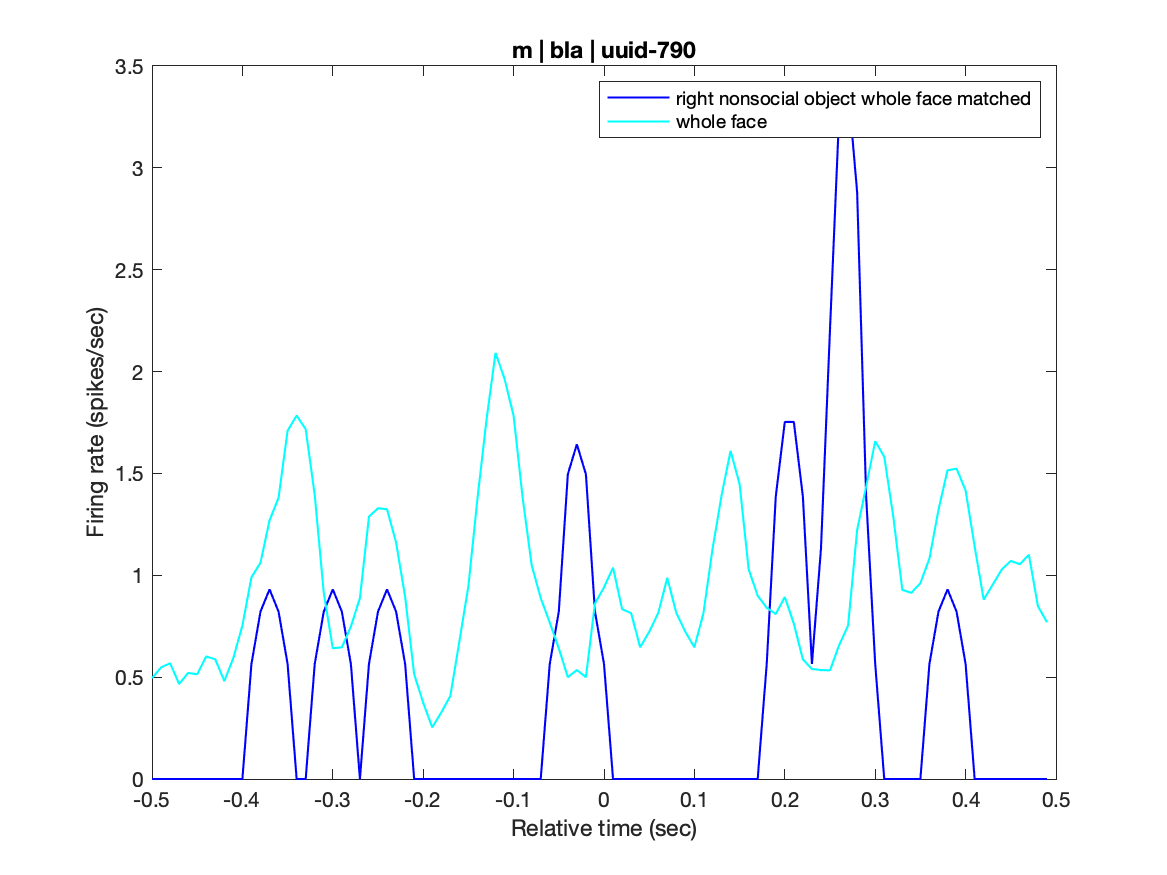 m | bla | uuid-790
right nonsocial object whole face matched
whole face
Firing rate (spikes/sec)
3.5
3
2.5
2
1.5
1
0.5
0
-0.5 -0.4 -0.3 -0.2 -0.1 0 0.1 0.2 0.3 0.4 0.5
Relative time (sec)